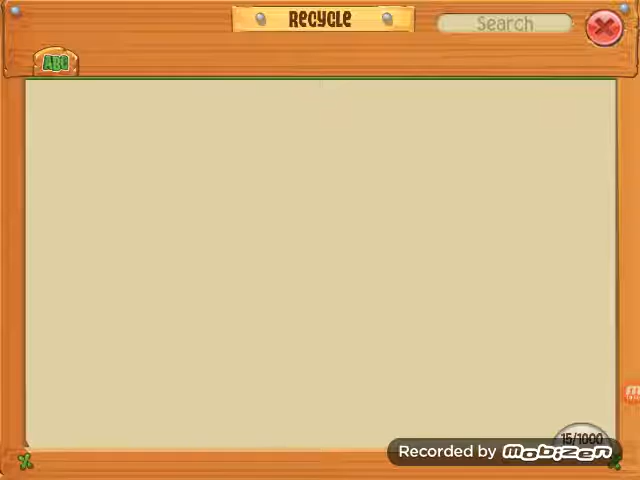 RECYCLE
Search
ABC
15/1000
Recorded by mobizen